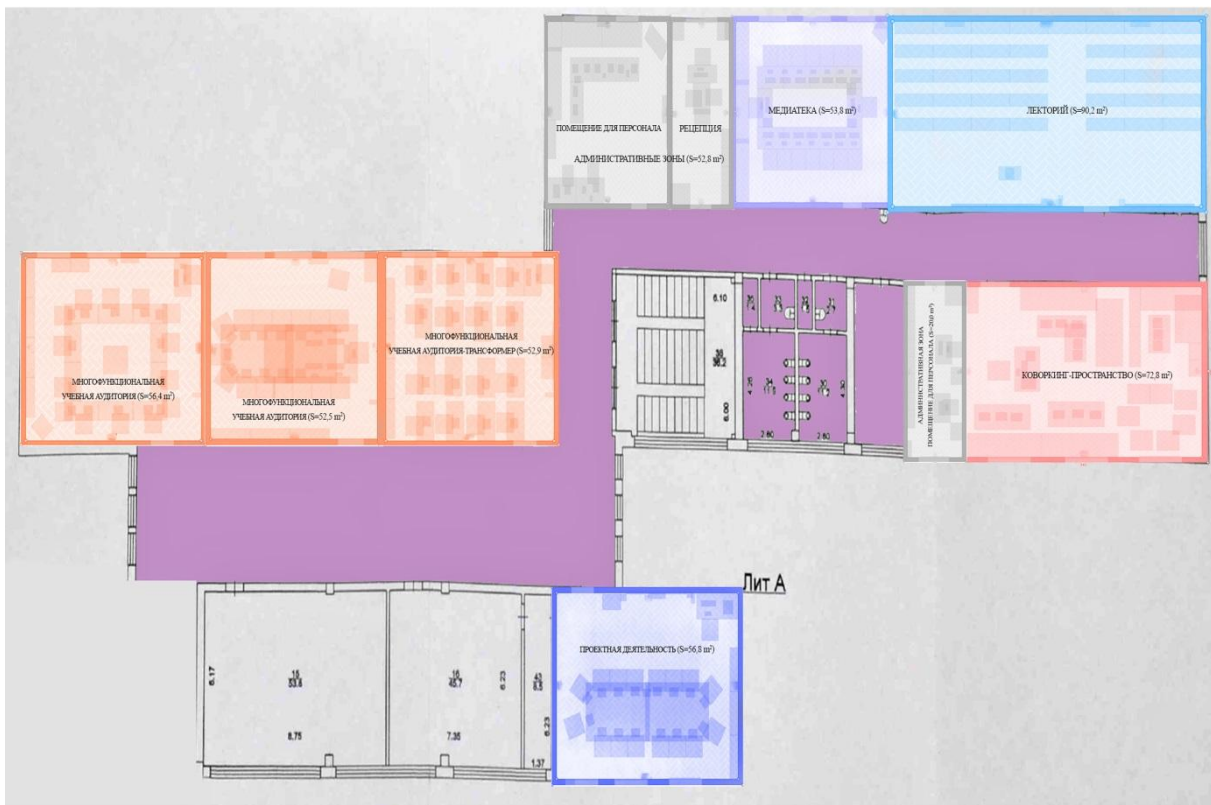 ПОМЕЩЕНИЕ ДЛЯ ПЕРСОНАЛА
РЕЦЕПЦИЯ
АДМИНИСТРАТИВНЫЕ ЗОНЫ (S=52,8 m²)
МЕДИАТЕКА (S=53,8 m²)
ЛЕКТОРИЙ (S=90,2 m²)
МНОГОФУНКЦИОНАЛЬНАЯ
УЧЕБНАЯ АУДИТОРИЯ (S=56,4 m²)
МНОГОФУНКЦИОНАЛЬНАЯ
УЧЕБНАЯ АУДИТОРИЯ (S=52,5 m²)
МНОГОФУНКЦИОНАЛЬНАЯ
УЧЕБНАЯ АУДИТОРИЯ-ТРАНСФОРМЕР (S=52,9 m²)
6.10
36.2
6.00
2.60
2.60
АДМИНИСТРАТИВНАЯ ЗОНА
ПОМЕЩЕНИЕ ДЛЯ ПЕРСОНАЛА
КОВОРКИНГ-ПРОСТРАНСТВО (S=72,8 m²)
Лит А
6.17
15
53.6
8.75
16
45.7
7.35
6.23
6.23
1.37
ПРОЕКТНАЯ ДЕЯТЕЛЬНОСТЬ (S=56,8 m²)